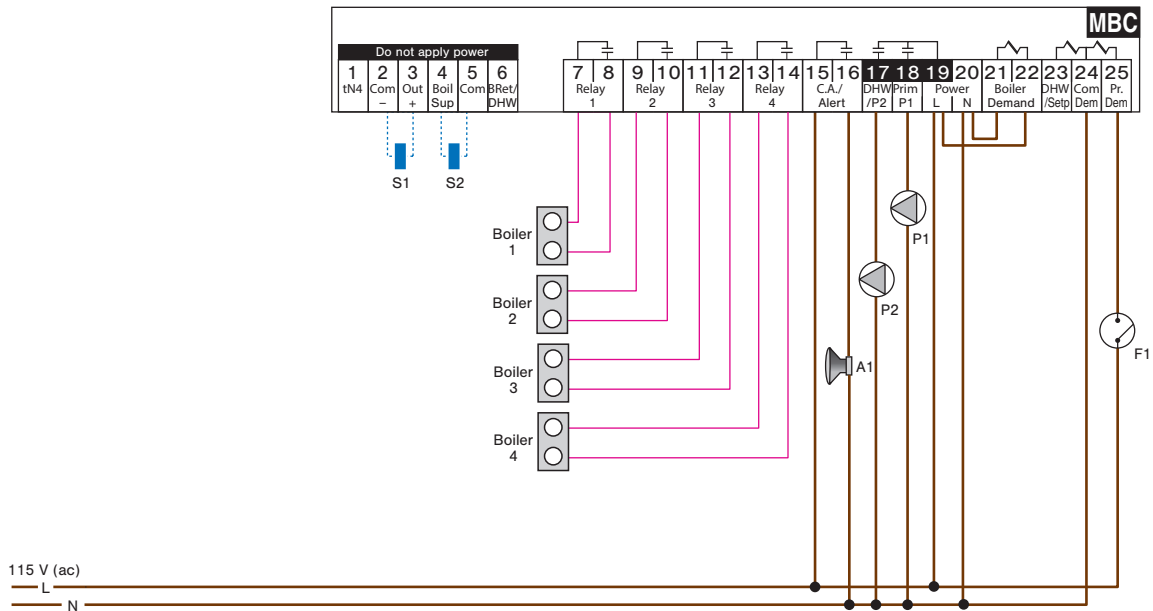 MBC
Do not apply power
1 2 3 4 5 6 7 8 9 10 11 12 13 14 15 16 17 18 19 20 21 22 23 24 25
tN4 Com Out Boil Com BRet/ Relay Relay Relay Relay C.A./ DHW Prim Power Boiler DHW Com Pr.
– + Sup DHW 1 2 3 4 Alert /P2 P1 L N Demand /Setp Dem Dem
S1 S2
Boiler
1
P1
Boiler
2
P2
F1
Boiler
3
A1
Boiler
4
115 V (ac)
L
N